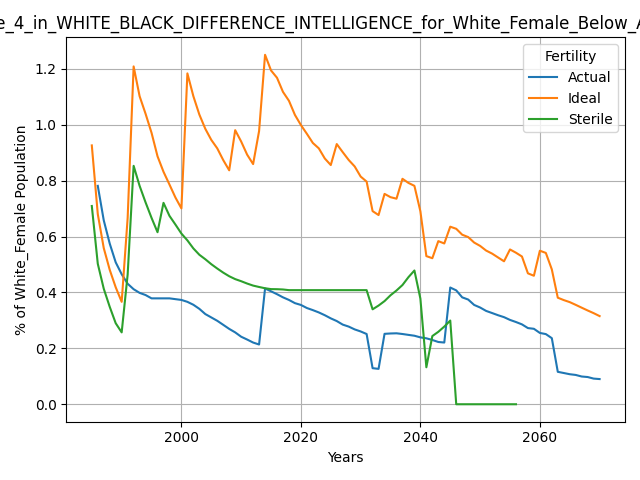 e_4_in_WHITE_BLACK_DIFFERENCE_INTELLIGENCE_for_White_Female_Below_A
Fertility
Actual
Ideal
Sterile
% of White_Female Population
1.2
1.0
0.8
0.6
0.4
0.2
0.0
2000
2020
2040
2060
Years